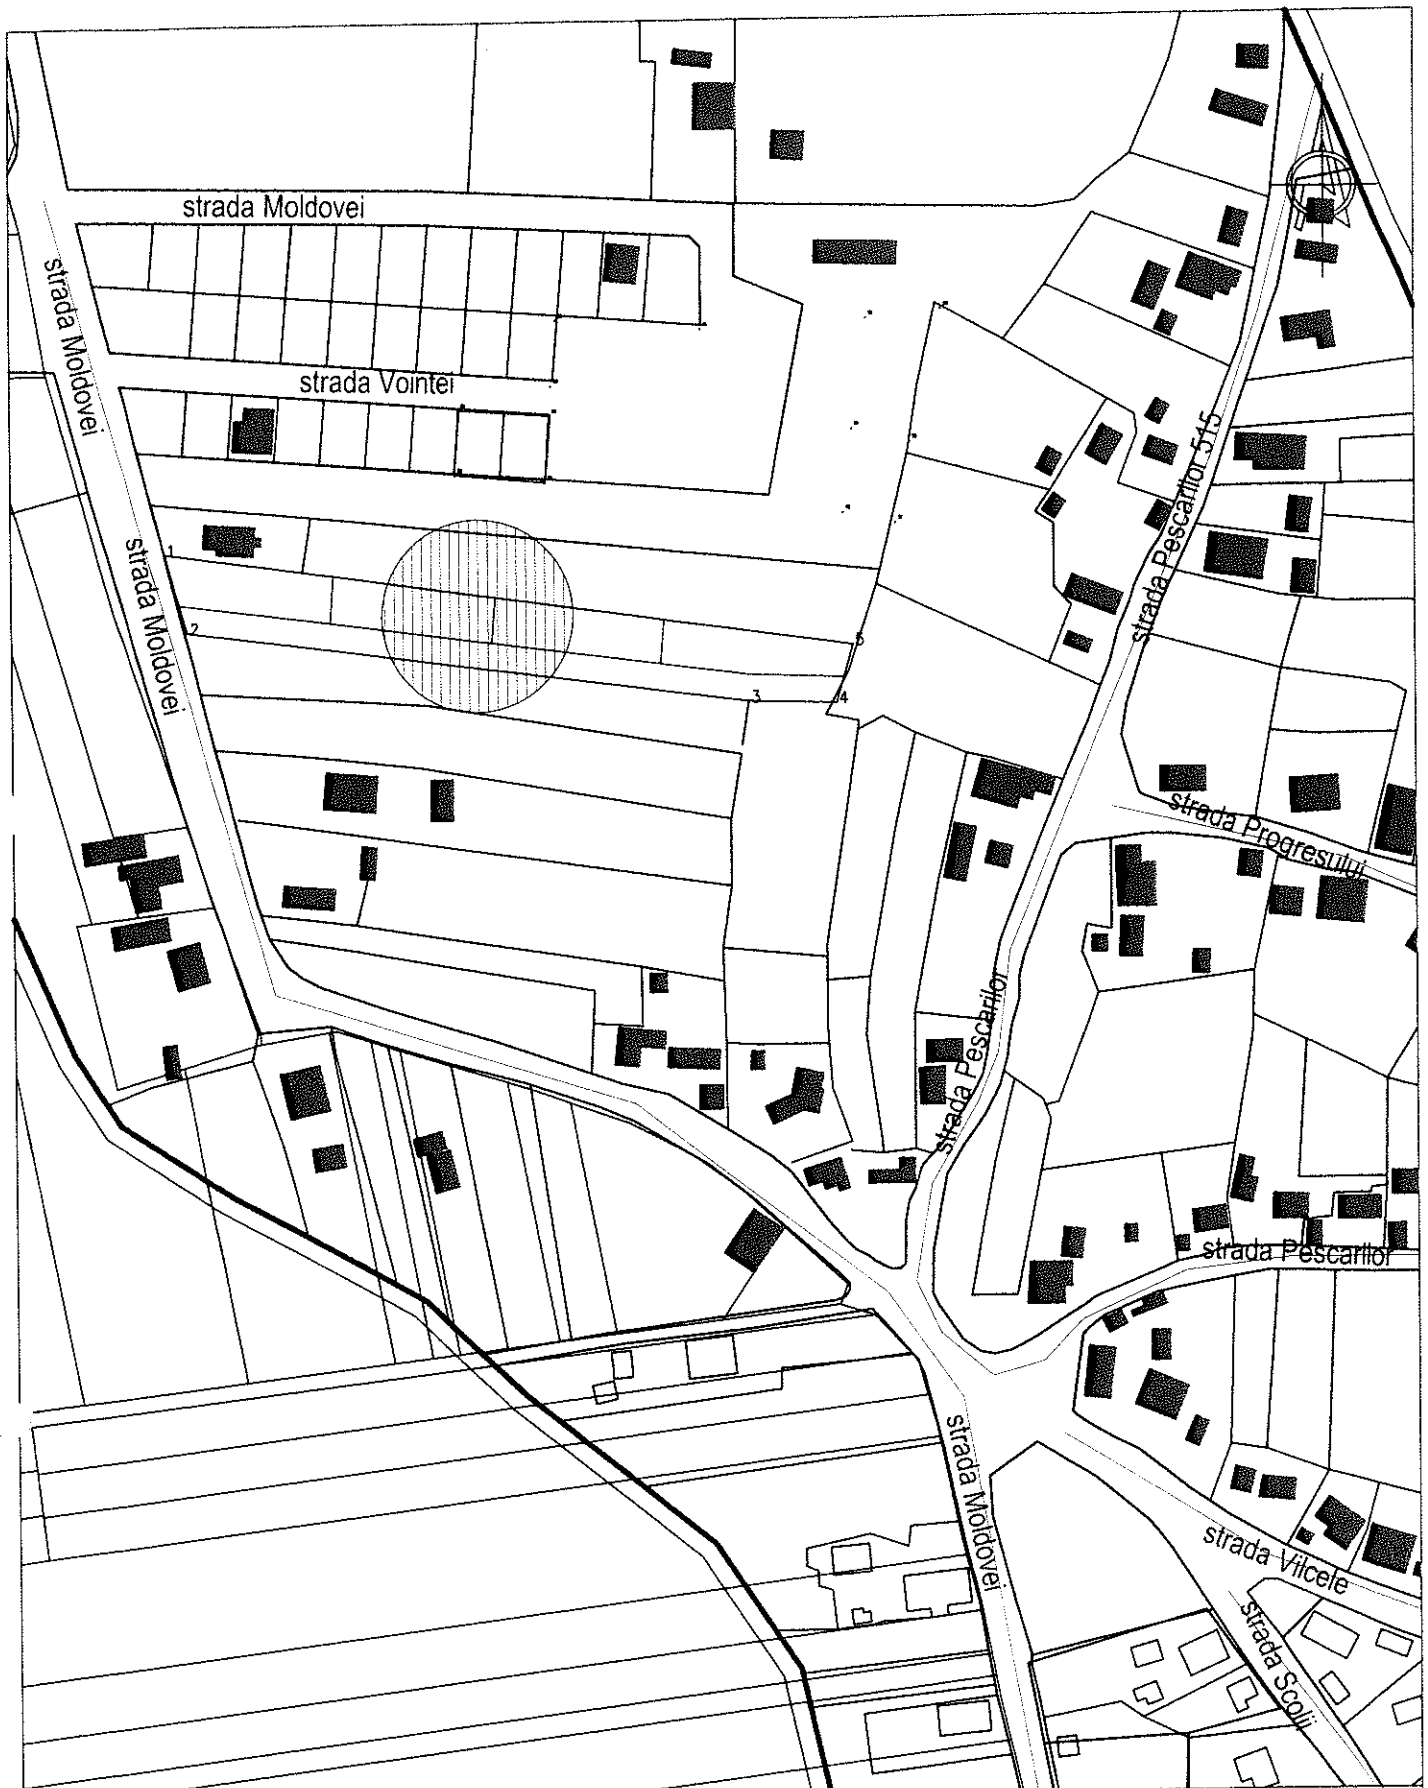 strada Moldovei
strada Moldovei
strada Vointei
strada Pescarilor 515
strada Moldovei
1
2
5
3
4
strada Progresului
strada Pescarilor
strada Pescarilor
strada Moldovei
strada Vilcele
strada Scolii